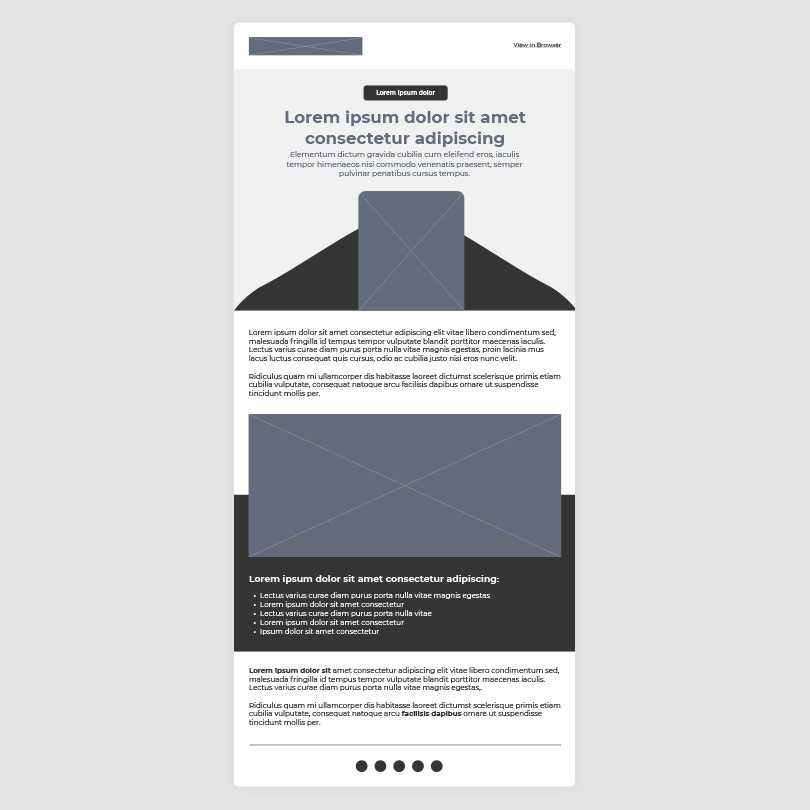 View in Browser
Lorem ipsum dolor
Lorem ipsum dolor sit amet
consectetur adipiscing
Elementum dictum gravida cubilia cum eleifend eros, iaculis
tempor himenaeos nisi commodo venenatis praesent, semper
pulvinar penatibus cursus tempus.
Lorem ipsum dolor sit amet consectetur adipiscing elit vitae libero condimentum sed,
malesuada fringilla id tempus tempor vulputate blandit porttitor maecenas iaculis.
Lectus varius curae diam purus porta nulla vitae magnis egestas, proin lacinia mus
lacus luctus consequat quis cursus, odio ac cubilia justo nisi eros nunc velit.
Ridiculus quam mi ullamcorper dis habitasse laoreet dictumst scelerisque primis etiam
cubilia vulputate, consequat natoque arcu facilisis dapibus ornare ut suspendisse
tincidunt mollis per.
Lorem ipsum dolor sit amet consectetur adipiscing:
• Lectus varius curae diam purus porta nulla vitae magnis egestas
• Lorem ipsum dolor sit amet consectetur
• Lectus varius curae diam purus porta nulla vitae
• Lorem ipsum dolor sit amet consectetur
• Ipsum dolor sit amet consectetur
Lorem ipsum dolor sit amet consectetur adipiscing elit vitae libero condimentum sed,
malesuada fringilla id tempus tempor vulputate blandit porttitor maecenas iaculis.
Lectus varius curae diam purus porta nulla vitae magnis egestas,.
Ridiculus quam mi ullamcorper dis habitasse laoreet dictumst scelerisque primis etiam
cubilia vulputate, consequat natoque arcu facilisis dapibus ornare ut suspendisse
tincidunt mollis per.